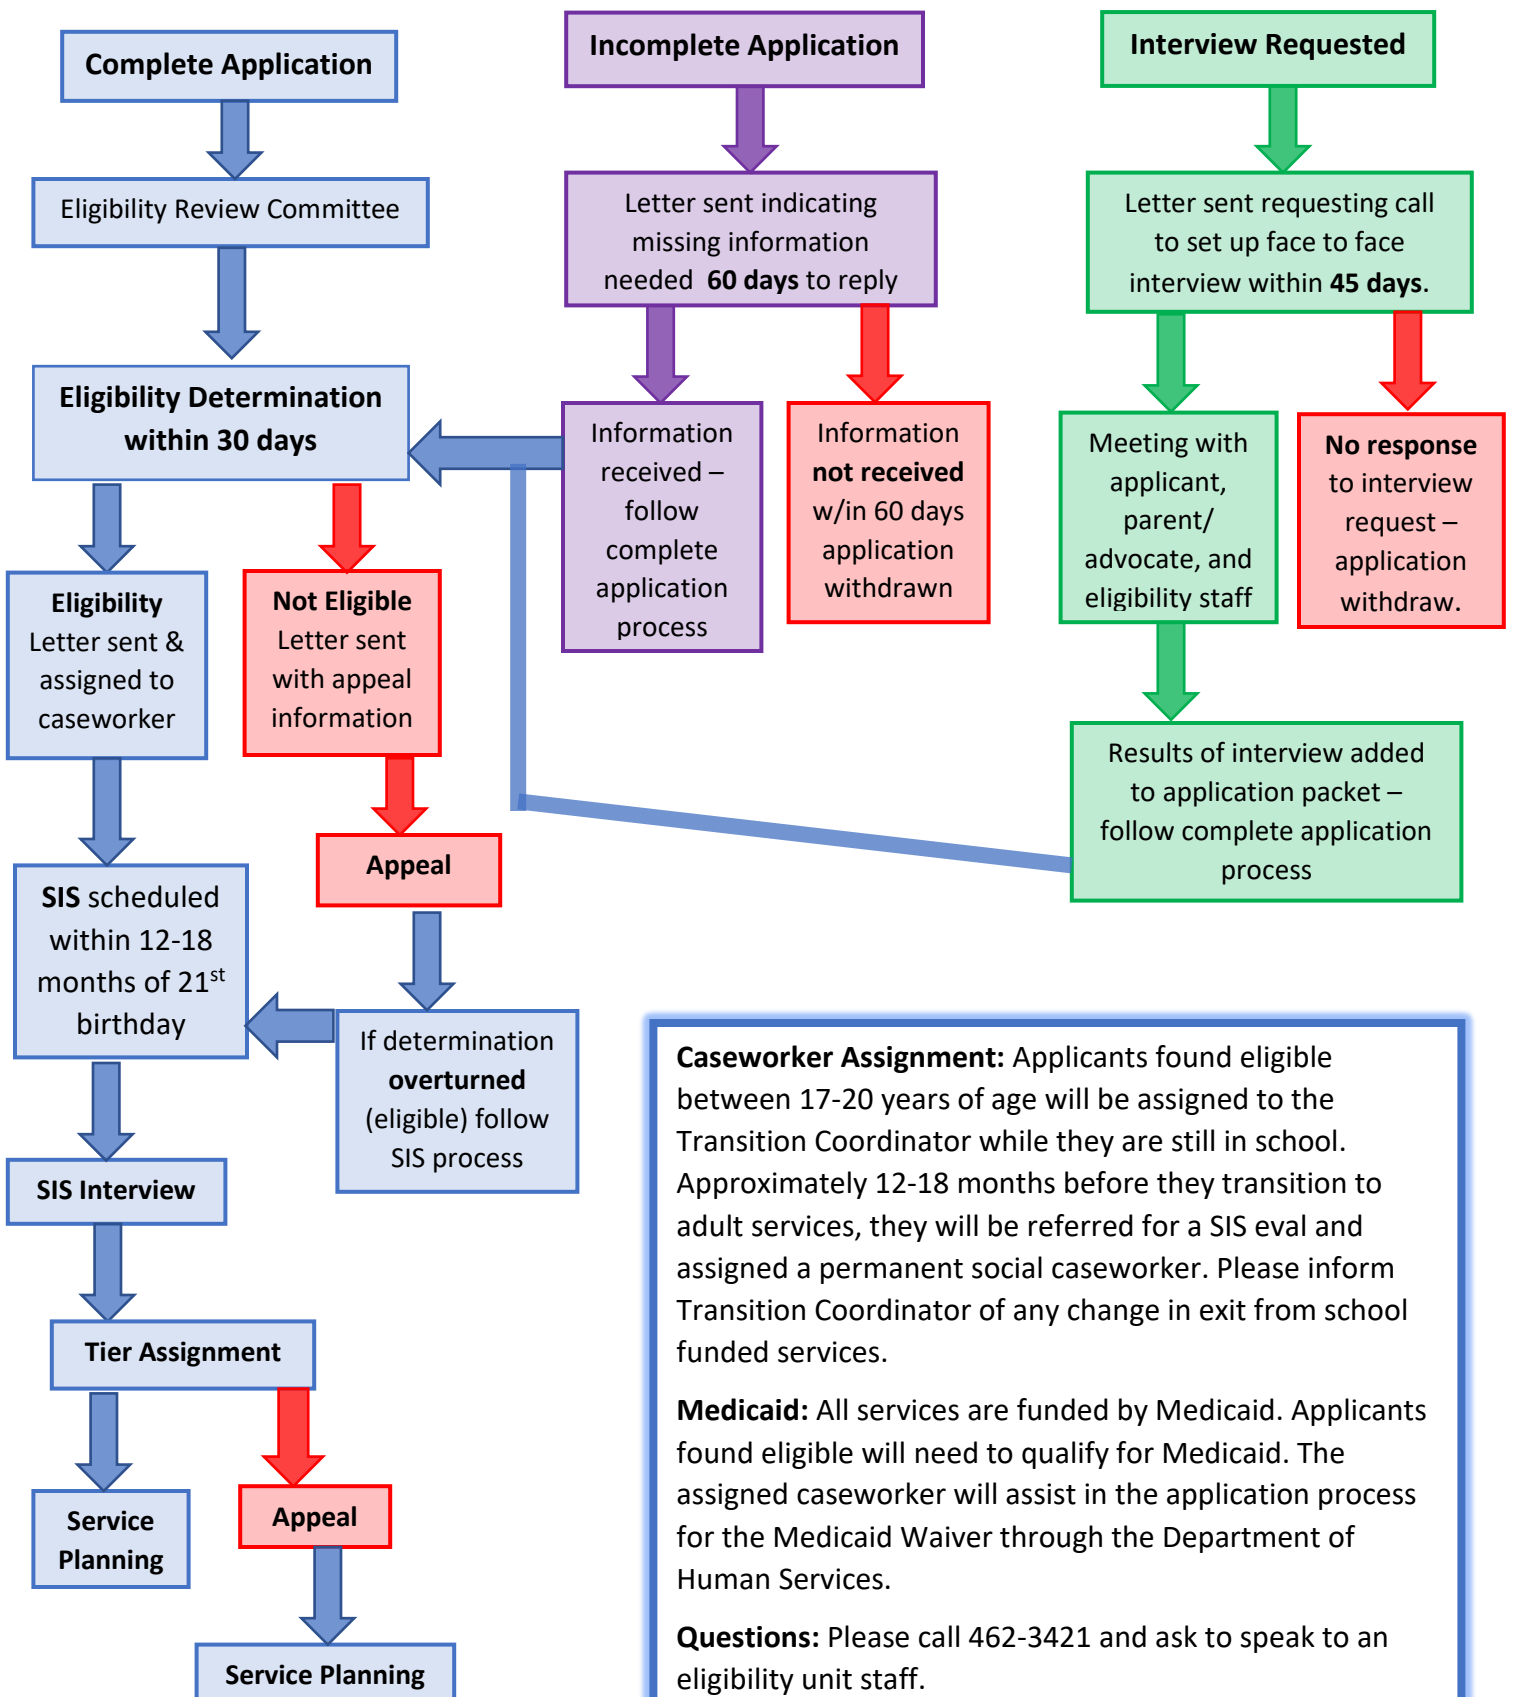 Complete Application
Eligibility Review Committee
Eligibility Determination
within 30 days
Eligibility
Letter sent &
assigned to
caseworker
Not Eligible
Letter sent
with appeal
information
Appeal
SIS scheduled
within 12-18
months of 21st
birthday
If determination
overturned
(eligible) follow
SIS process
SIS Interview
Tier Assignment
Service
Planning
Appeal
Service Planning
Incomplete Application
Letter sent indicating
missing information
needed  60 days to reply
Information
received –
follow
complete
application
process
Information
not received
w/in 60 days
application
withdrawn
Interview Requested
Letter sent requesting call
to set up face to face
interview within 45 days.
Meeting with
applicant,
parent/
advocate, and
eligibility staff
No response
to interview
request –
application
withdraw.
Results of interview added
to application packet –
follow complete application
process
Caseworker Assignment: Applicants found eligible
between 17-20 years of age will be assigned to the
Transition Coordinator while they are still in school.
Approximately 12-18 months before they transition to
adult services, they will be referred for a SIS eval and
assigned a permanent social caseworker. Please inform
Transition Coordinator of any change in exit from school
funded services.
Medicaid: All services are funded by Medicaid. Applicants
found eligible will need to qualify for Medicaid. The
assigned caseworker will assist in the application process
for the Medicaid Waiver through the Department of
Human Services.
Questions: Please call 462-3421 and ask to speak to an
eligibility unit staff.